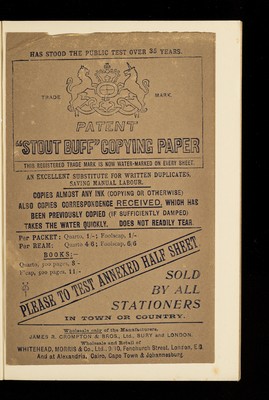 HAS STOOD THE PUBLIC TEST OVER 35 YEARS.
TRADE MARK.
PATENT
"STOUT BUFF" COPYING PAPER
THIS REGISTERED TRADE MARK IS NOW WATER-MARKED ON EVERY SHEET.
AN EXCELLENT SUBSTITUTE FOR WRITTEN DUPLICATES,
SAVING MANUAL LABOUR.
COPIES ALMOST ANY INK (COPYING OR OTHERWISE)
ALSO COPIES CORRESPONDENCE RECEIVED, WHICH HAS
BEEN PREVIOUSLY COPIED (IF SUFFICIENTLY DAMPED)
TAKES THE WATER QUICKLY. DOES NOT READILY TEAR.
PER PACKET: Quarto, 1/-; Foolscap, 1/-
PER REAM: Quarto 4/6; Foolscap, 6/6
BOOKS:—
Quarto, 500 pages, 8/-
F'cap, 500 pages, 11/-
PLEASE TO TEST ANNEXED HALF SHEET.
SOLD
BY ALL
STATIONERS
IN TOWN OR COUNTRY.
Wholesale only of the Manufacturers,
JAMES R. CROMPTON & BROS., Ltd., BURY and LONDON.
Wholesale and Retail of
WHITEHEAD, MORRIS & Co., Ltd., Fenchurch Street, London, E.C.
And at Alexandria, Cairo, Cape Town & Johannesburg